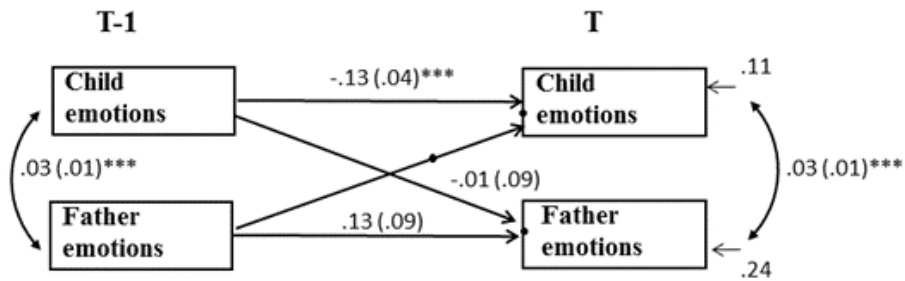 T-1 T
Child
emotions
-.13 (.04)***
Child
emotions
.11
.03 (.01)***
-.01 (.09)
.03 (.01)***
Father
emotions
.13 (.09)
Father
emotions
.24